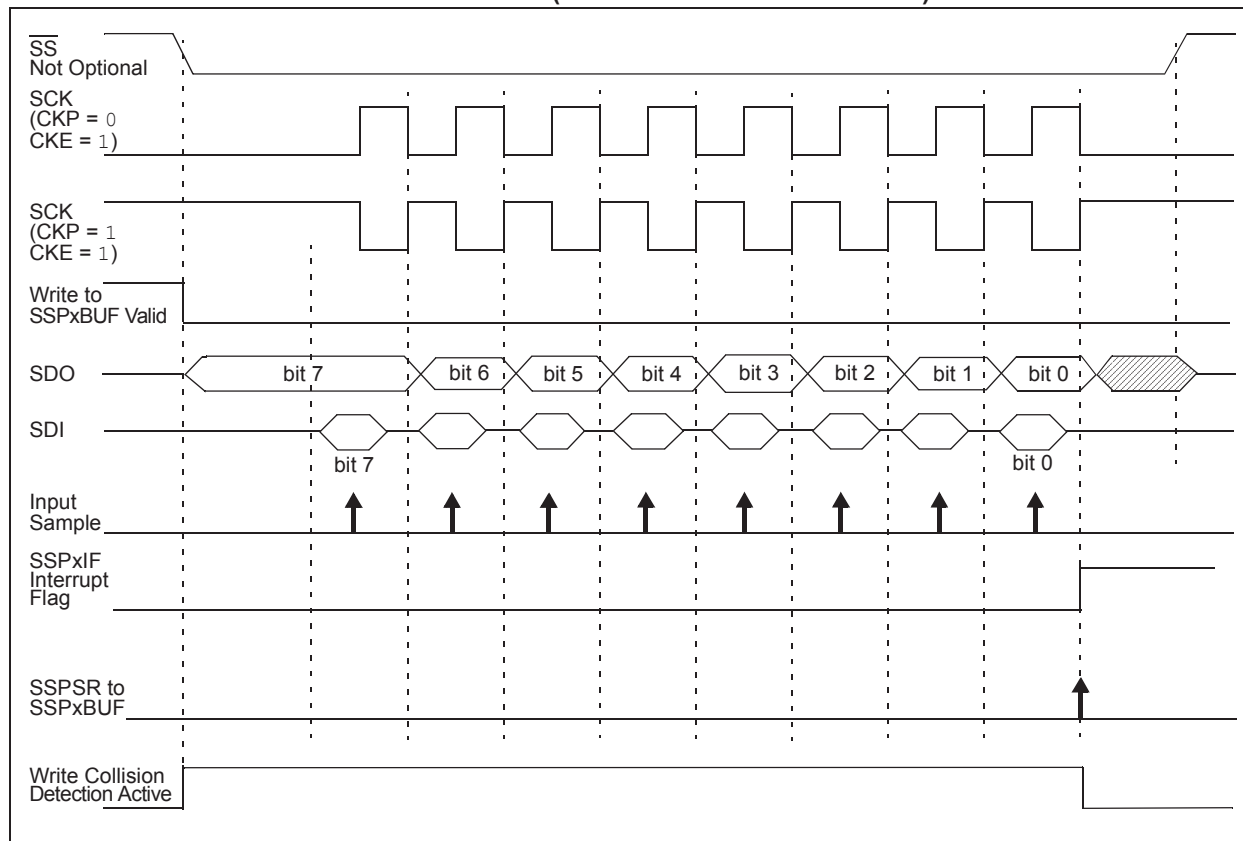 SS
Not Optional
SCK
(CKP = 0
CKE = 1)
SCK
(CKP = 1
CKE = 1)
Write to
SSPxBUF Valid
SDO
bit 7 bit 6 bit 5 bit 4 bit 3 bit 2 bit 1 bit 0
SDI
bit 7 bit 0
Input
Sample
SSPxIF
Interrupt
Flag
SSPSR to
SSPxBUF
Write Collision
Detection Active